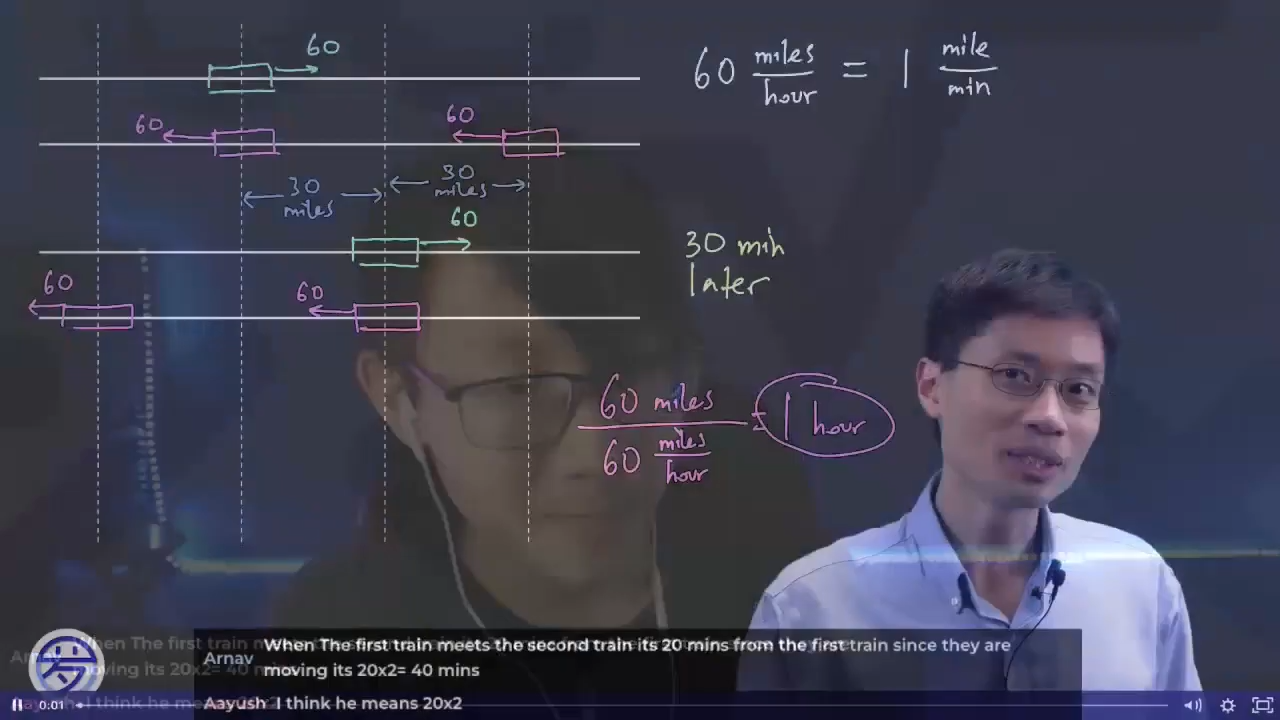 60
60 miles/hour = 1 mile/min
60
60
30 miles
30 miles
60
30 min
later
60
60
60 miles / 60 miles/hour = 1 hour
Arnav When The first train meets the second train its 20 mins from the first train since they are
moving its 20x2= 40 mins
Aayush I think he means 20x2
0:01